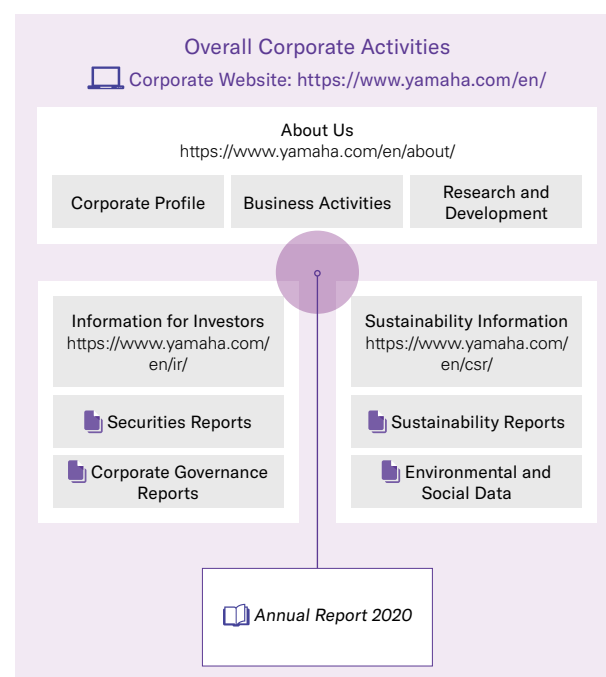 Overall Corporate Activities
Corporate Website: https://www.yamaha.com/en/
About Us
https://www.yamaha.com/en/about/
Corporate Profile
Business Activities
Research and
Development
Information for Investors
https://www.yamaha.com/
en/ir/
Securities Reports
Corporate Governance
Reports
Sustainability Information
https://www.yamaha.com/
en/csr/
Sustainability Reports
Environmental and
Social Data
Annual Report 2020